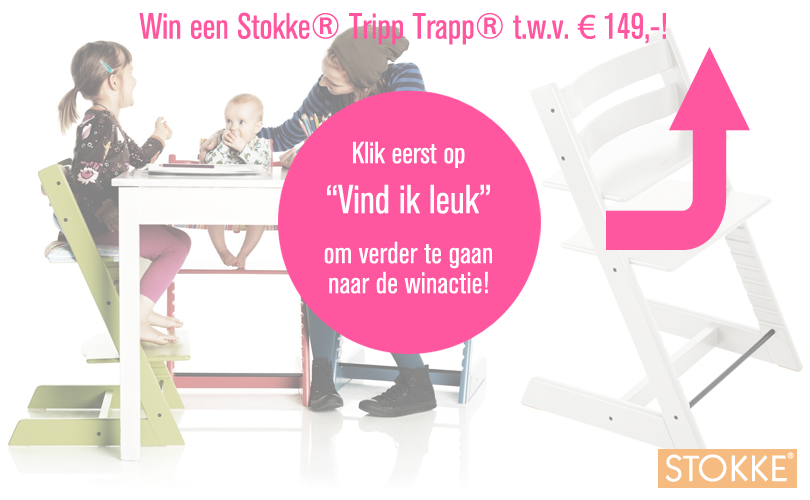 Win een Stokke® Tripp Trapp® t.w.v. € 149,-!
Klik eerst op
“Vind ik leuk”
om verder te gaan
naar de winactie!
STOKKE®